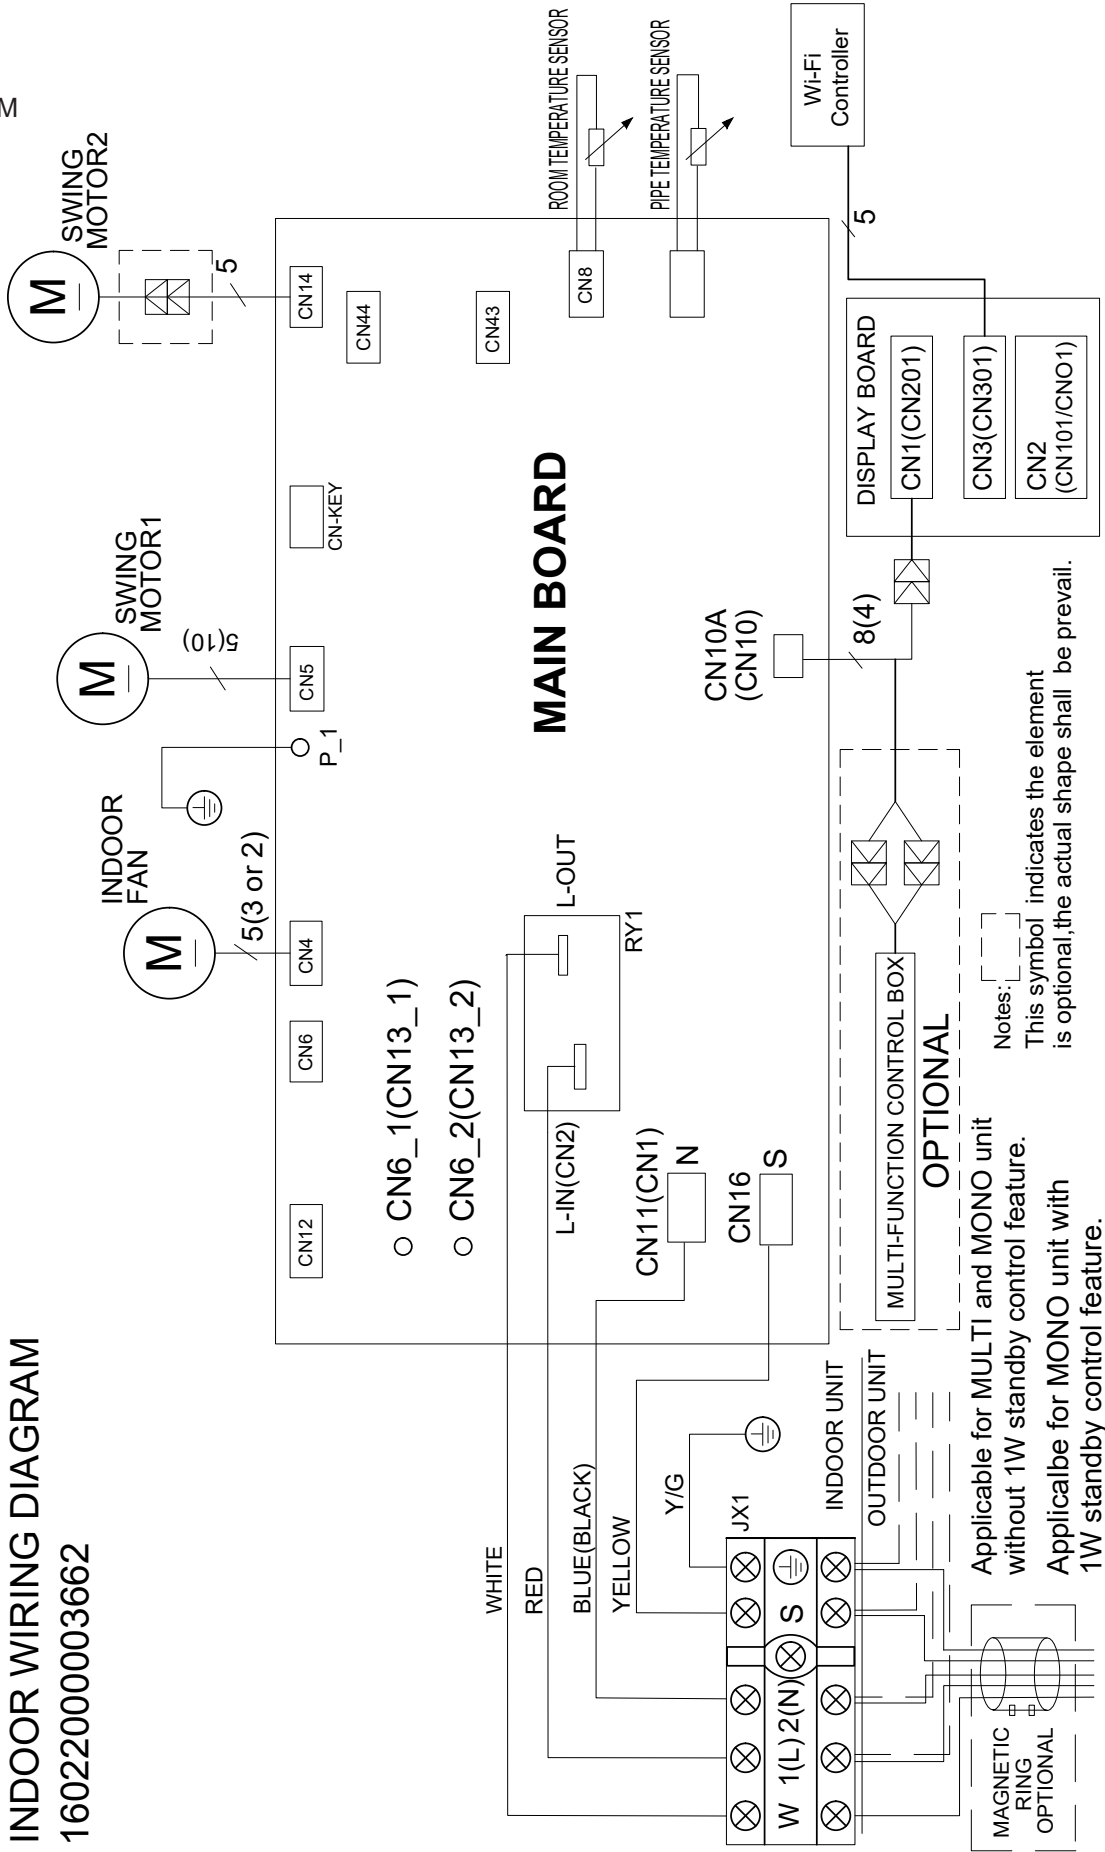 INDOOR WIRING DIAGRAM
16022000003662
M
M
INDOOR
FAN
5(3 or 2)
M
SWING
MOTOR1
5(10)
M
SWING
MOTOR2
5
CN12
CN6
CN4
P_1
CN5
CN-KEY
CN14
CN44
CN43
CN6_1(CN13_1)
CN6_2(CN13_2)
L-OUT
RY1
L-IN(CN2)
MAIN BOARD
CN8
ROOM TEMPERATURE SENSOR
PIPE TEMPERATURE SENSOR
CN11(CN1)
N
CN16
S
CN10A
(CN10)
8(4)
WHITE
RED
BLUE(BLACK)
YELLOW
Y/G
JX1
W 1(L) 2(N) S
INDOOR UNIT
OUTDOOR UNIT
MULTI-FUNCTION CONTROL BOX
OPTIONAL
DISPLAY BOARD
CN1(CN201)
CN3(CN301)
CN2
(CN101/CNO1)
5
Wi-Fi
Controller
MAGNETIC
RING
OPTIONAL
Applicable for MULTI and MONO unit
without 1W standby control feature.
Applicalbe for MONO unit with
1W standby control feature.
Notes:
This symbol indicates the element
is optional,the actual shape shall be prevail.